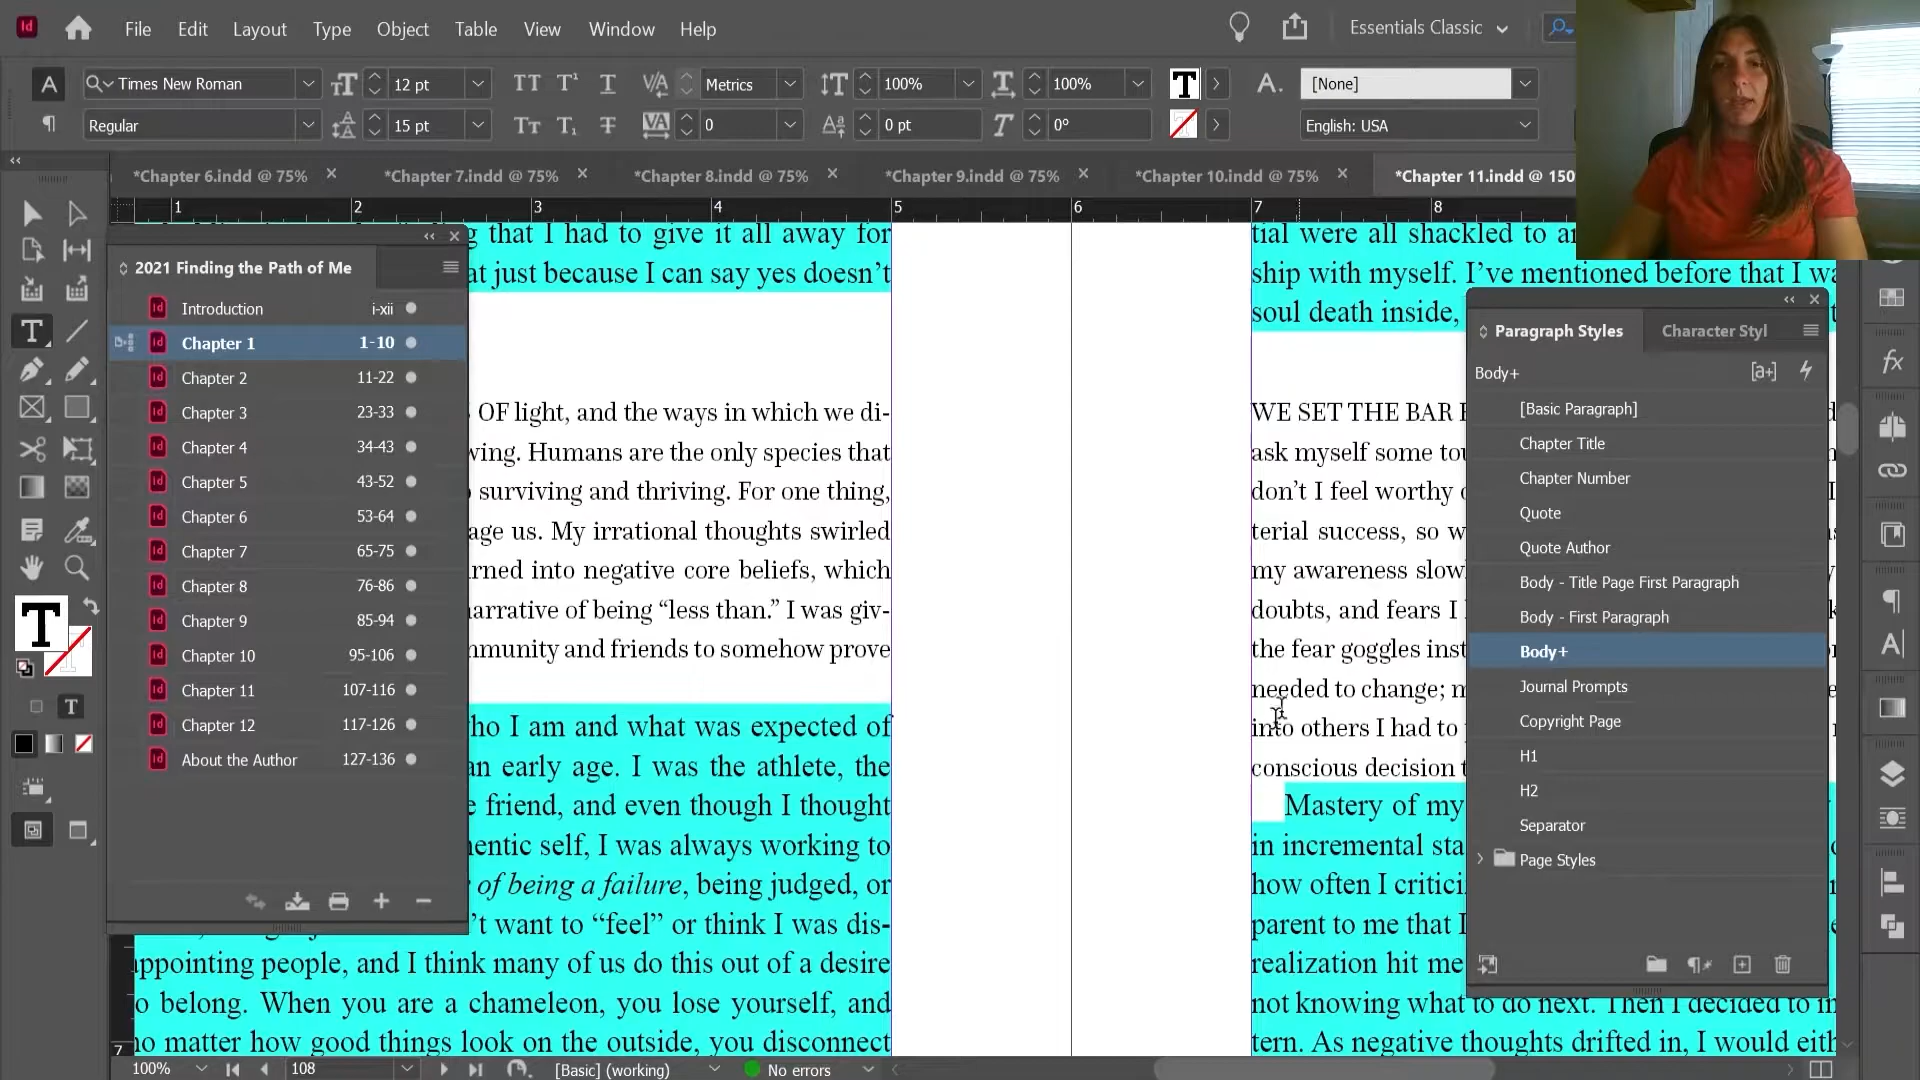 Id File Edit Layout Type Object Table View Window Help Essentials Classic
A Times New Roman 12 pt Metrics 100% 100% T A. [None]
¶ Regular 15 pt 0 0 pt 0° English: USA
*Chapter 6.indd @ 75% *Chapter 7.indd @ 75% *Chapter 8.indd @ 75% *Chapter 9.indd @ 75% *Chapter 10.indd @ 75% *Chapter 11.indd @ 150
1 2 3 4 5 6 7 8
2021 Finding the Path of Me
Introduction i-xii
Chapter 1 1-10
Chapter 2 11-22
Chapter 3 23-33
Chapter 4 34-43
Chapter 5 43-52
Chapter 6 53-64
Chapter 7 65-75
Chapter 8 76-86
Chapter 9 85-94
Chapter 10 95-106
Chapter 11 107-116
Chapter 12 117-126
About the Author 127-136
that I had to give it all away for
at just because I can say yes doesn't
OF light, and the ways in which we di-
wing. Humans are the only species that
surviving and thriving. For one thing,
age us. My irrational thoughts swirled
rned into negative core beliefs, which
narrative of being “less than.” I was giv-
mmunity and friends to somehow prove
ho I am and what was expected of
an early age. I was the athlete, the
friend, and even though I thought
hentic self, I was always working to
of being a failure, being judged, or
't want to “feel” or think I was dis-
appointing people, and I think many of us do this out of a desire
o belong. When you are a chameleon, you lose yourself, and
no matter how good things look on the outside, you disconnect
tial were all shackled to
ship with myself. I've mentioned before that I wa
soul death inside,
WE SET THE BAR
ask myself some
don't I feel worthy
terial success, so
my awareness
doubts, and fears I
the fear goggles
needed to change;
into others I had to
conscious decision
Mastery of my
in incremental
how often I
parent to me that I
realization hit me
not knowing what to do next. Then I decided to
tern. As negative thoughts drifted in, I would
Paragraph Styles Character Styl
Body+ [a+]
[Basic Paragraph]
Chapter Title
Chapter Number
Quote
Quote Author
Body - Title Page First Paragraph
Body - First Paragraph
Body+
Journal Prompts
Copyright Page
H1
H2
Separator
Page Styles
7
100% 108 [Basic] (working) No errors